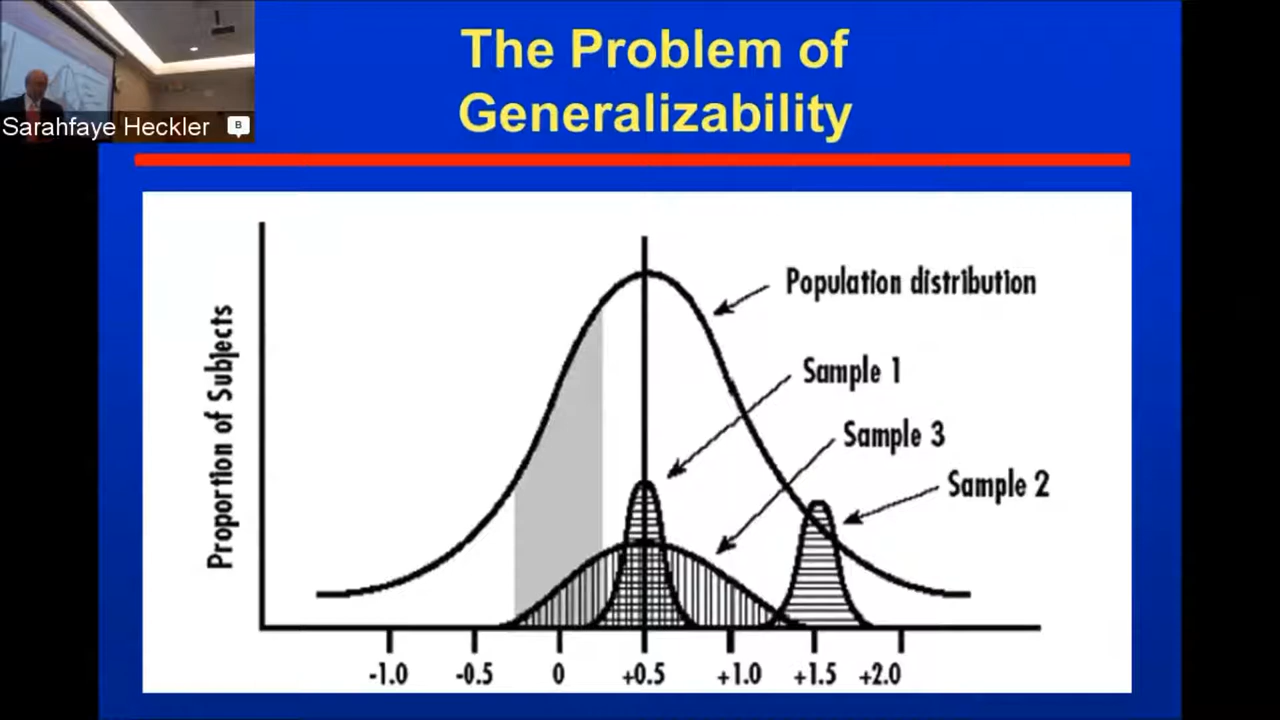 The Problem of
Generalizability
Sarahfaye Heckler
B
Population distribution
Sample 1
Sample 3
Sample 2
Proportion of Subjects
-1.0 -0.5 0 +0.5 +1.0 +1.5 +2.0